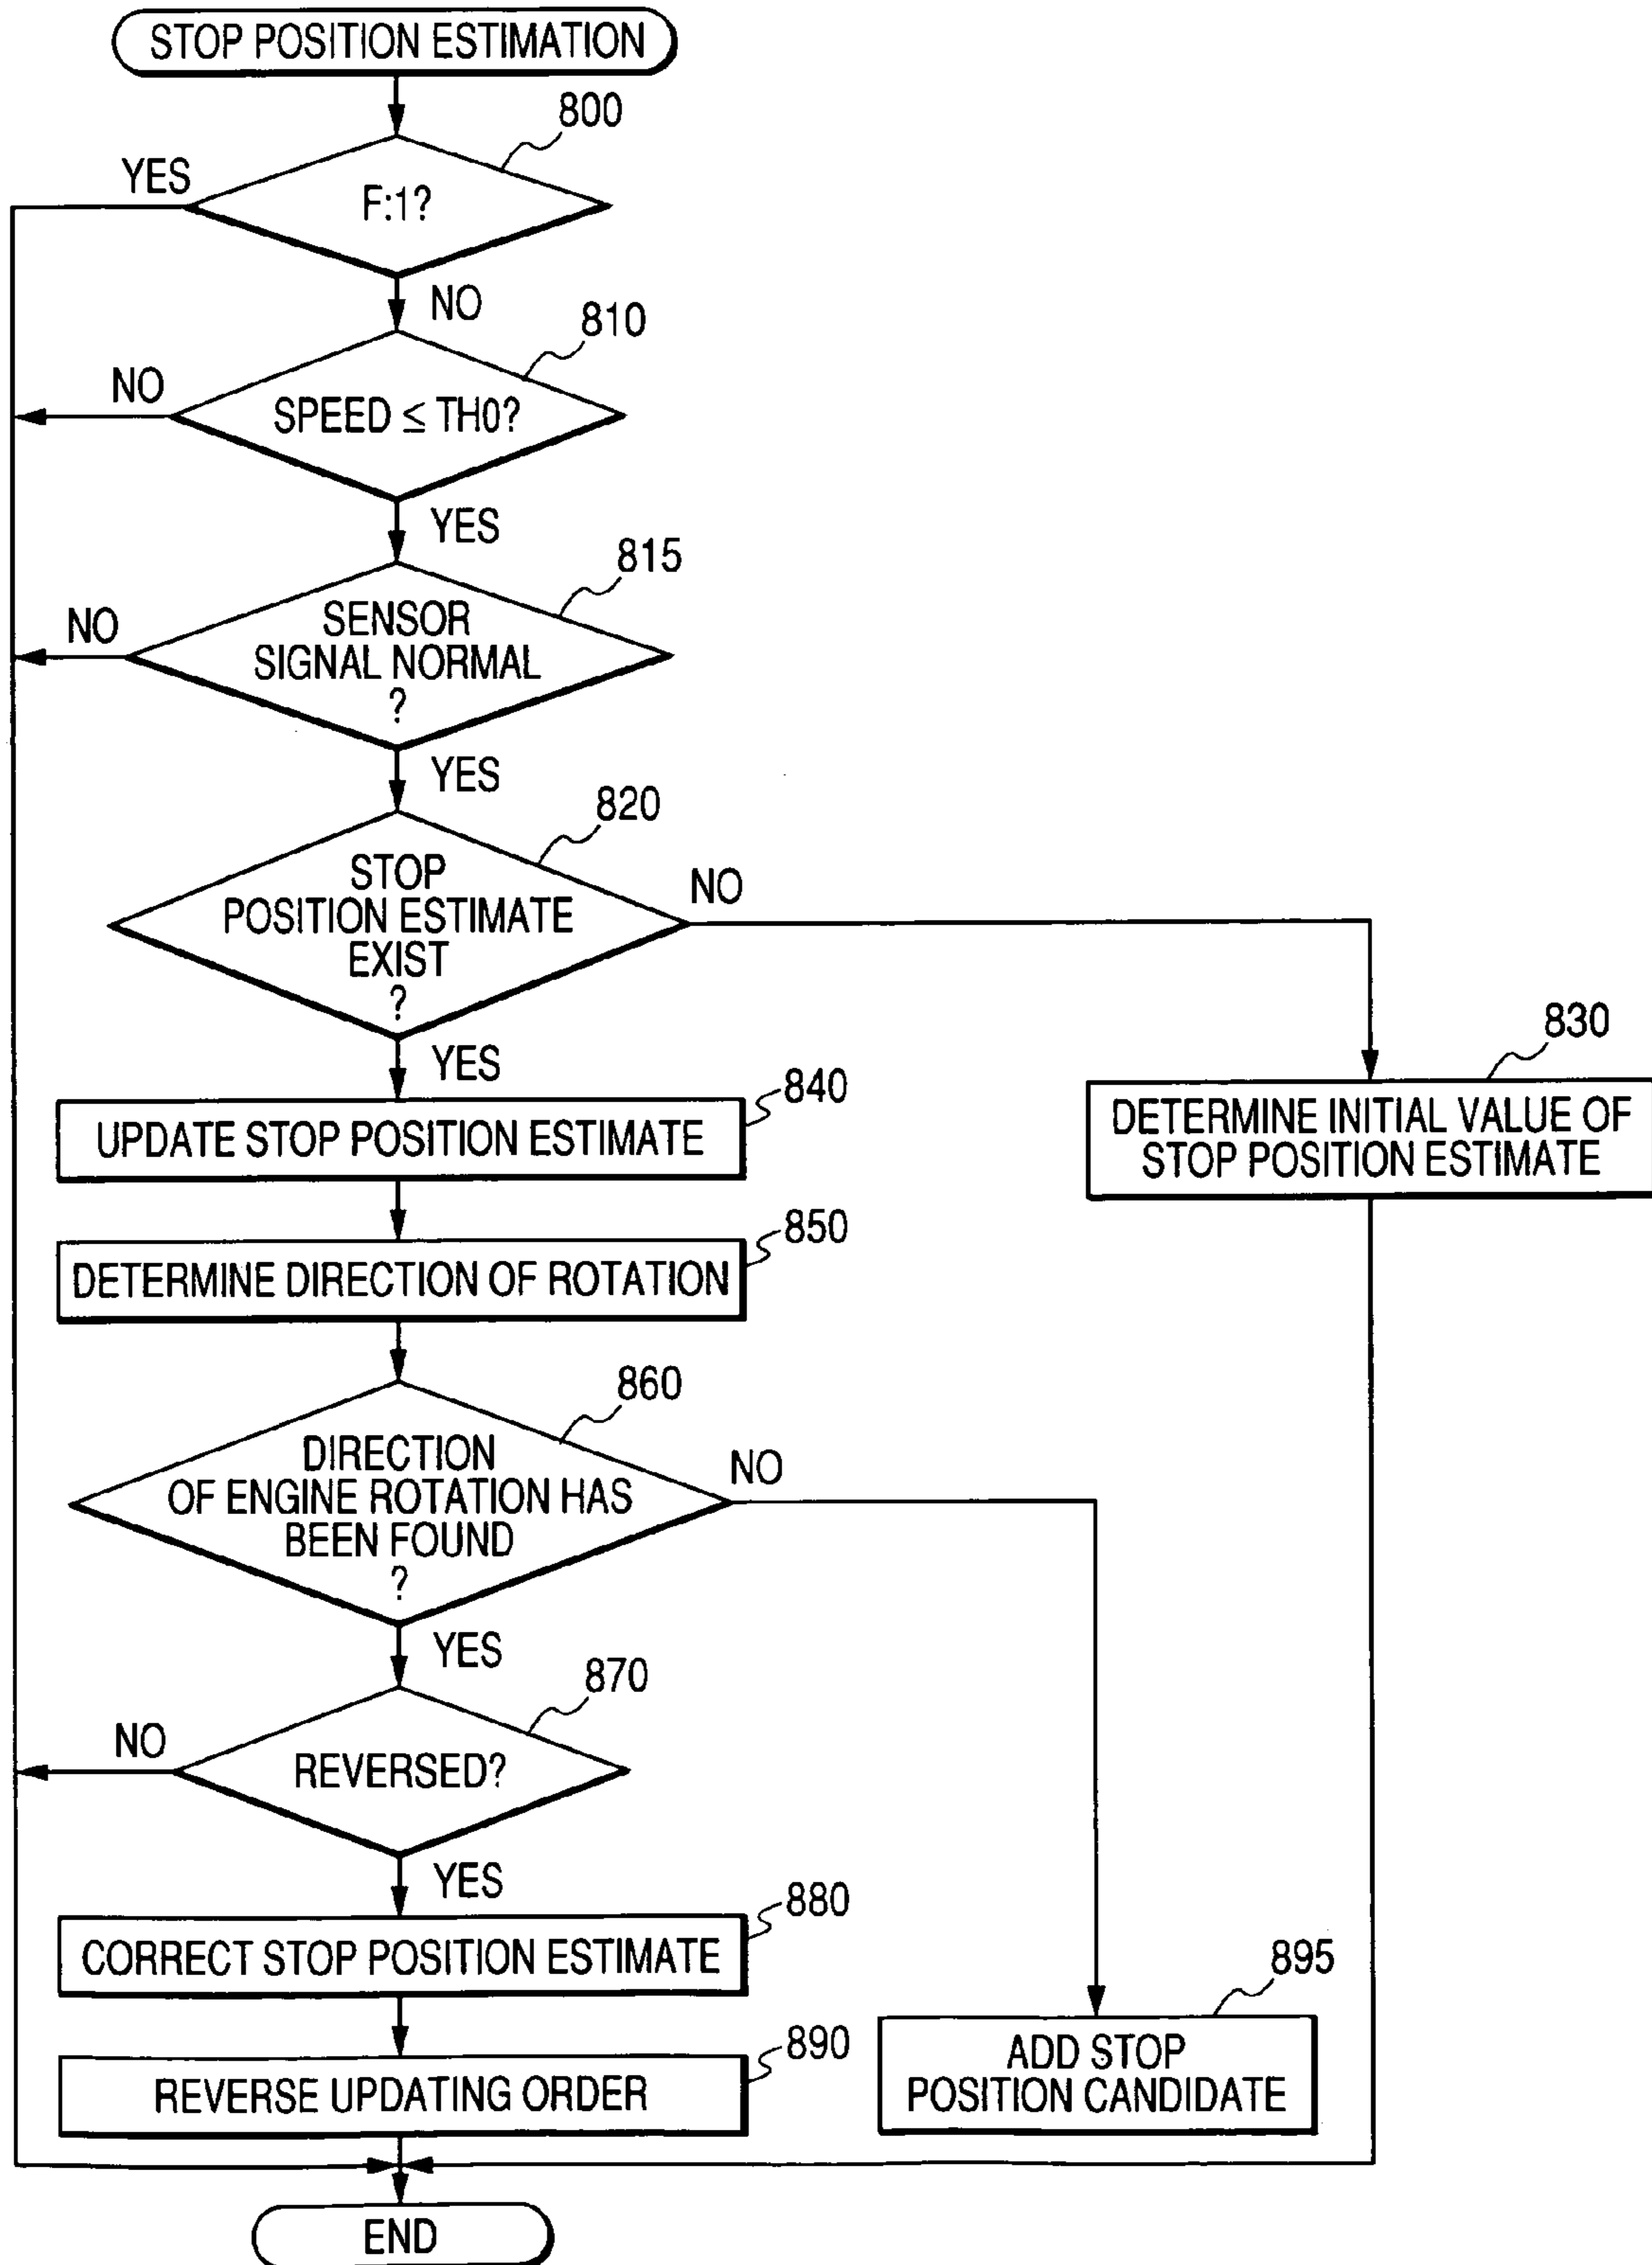 STOP POSITION ESTIMATION
800
YES
F:1?
NO
810
NO
SPEED ≤ TH0?
YES
815
NO
SENSOR
SIGNAL NORMAL
?
YES
820
STOP
POSITION ESTIMATE
EXIST
?
NO
YES
830
DETERMINE INITIAL VALUE OF
STOP POSITION ESTIMATE
840
UPDATE STOP POSITION ESTIMATE
850
DETERMINE DIRECTION OF ROTATION
860
DIRECTION
OF ENGINE ROTATION HAS
BEEN FOUND
?
NO
YES
870
NO
REVERSED?
YES
880
CORRECT STOP POSITION ESTIMATE
890
REVERSE UPDATING ORDER
895
ADD STOP
POSITION CANDIDATE
END